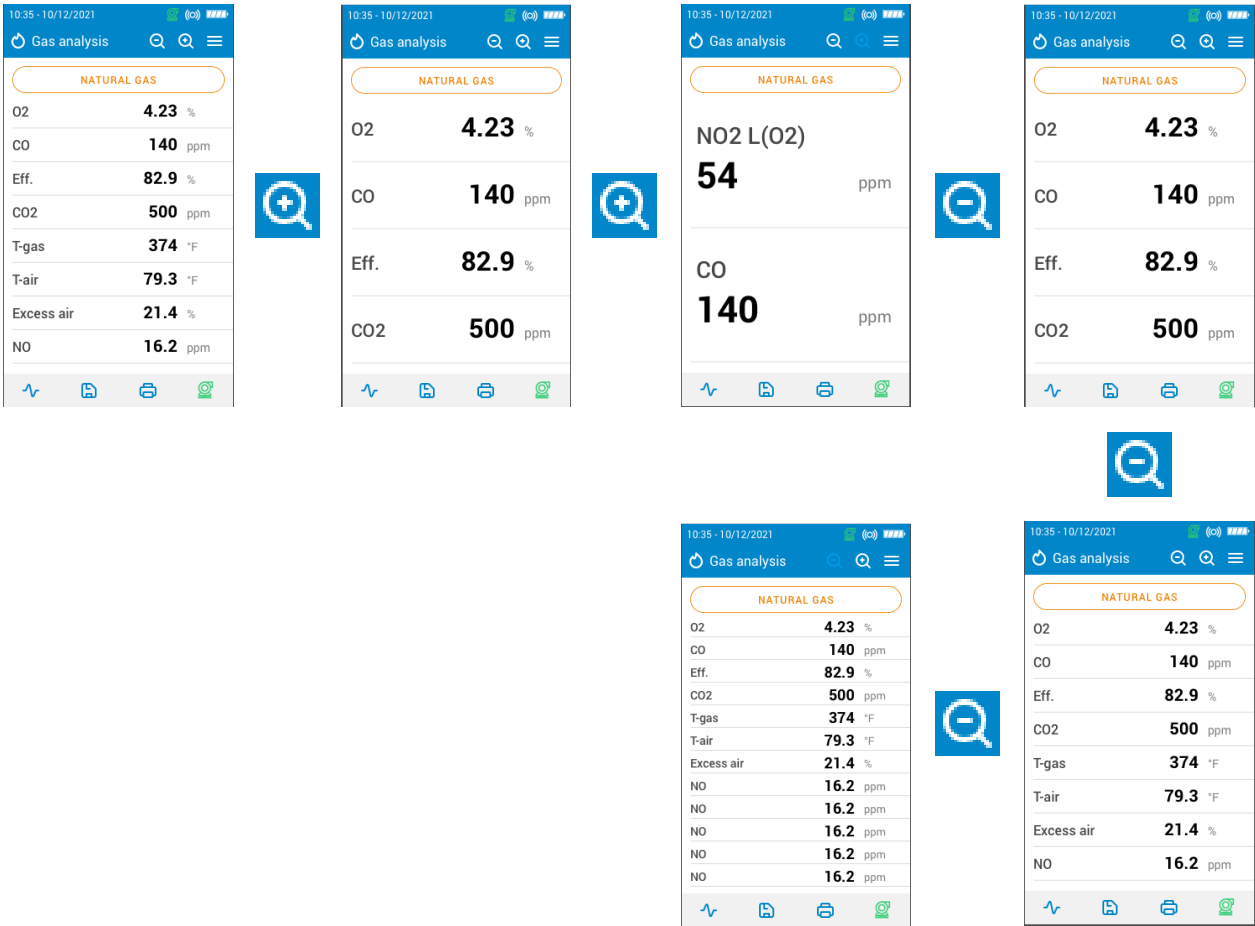 10:35 - 10/12/2021
Gas analysis
NATURAL GAS
O2 4.23 %
CO 140 ppm
Eff. 82.9 %
CO2 500 ppm
T-gas 374 °F
T-air 79.3 °F
Excess air 21.4 %
NO 16.2 ppm
10:35 - 10/12/2021
Gas analysis
NATURAL GAS
O2 4.23 %
CO 140 ppm
Eff. 82.9 %
CO2 500 ppm
10:35 - 10/12/2021
Gas analysis
NATURAL GAS
NO2 L(O2)
54 ppm
CO
140 ppm
10:35 - 10/12/2021
Gas analysis
NATURAL GAS
O2 4.23 %
CO 140 ppm
Eff. 82.9 %
CO2 500 ppm
10:35 - 10/12/2021
Gas analysis
NATURAL GAS
O2 4.23 %
CO 140 ppm
Eff. 82.9 %
CO2 500 ppm
T-gas 374 °F
T-air 79.3 °F
Excess air 21.4 %
NO 16.2 ppm
NO 16.2 ppm
NO 16.2 ppm
NO 16.2 ppm
NO 16.2 ppm
10:35 - 10/12/2021
Gas analysis
NATURAL GAS
O2 4.23 %
CO 140 ppm
Eff. 82.9 %
CO2 500 ppm
T-gas 374 °F
T-air 79.3 °F
Excess air 21.4 %
NO 16.2 ppm